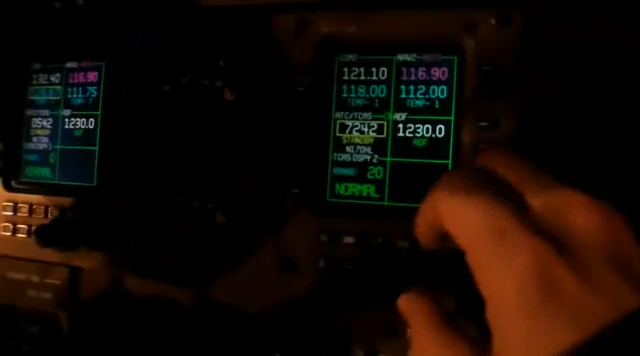 132.40 116.90
111.75
0542 1230.0
STANDBY
0
NORMAL
COM2 NAV2
121.10 116.90
118.00 112.00
TEMP- 1 TEMP- 1
ATC/TCAS ADF
7242 1230.0
STANDBY ADF
N170HL
TCAS DSPY 2
RANGE: 20
NORMAL